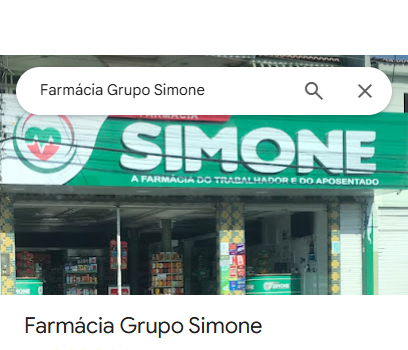 Farmácia Grupo Simone
FARMÁCIA
SIMONE
A FARMÁCIA DO TRABALHADOR E DO APOSENTADO
SIMONE
Farmácia Grupo Simone